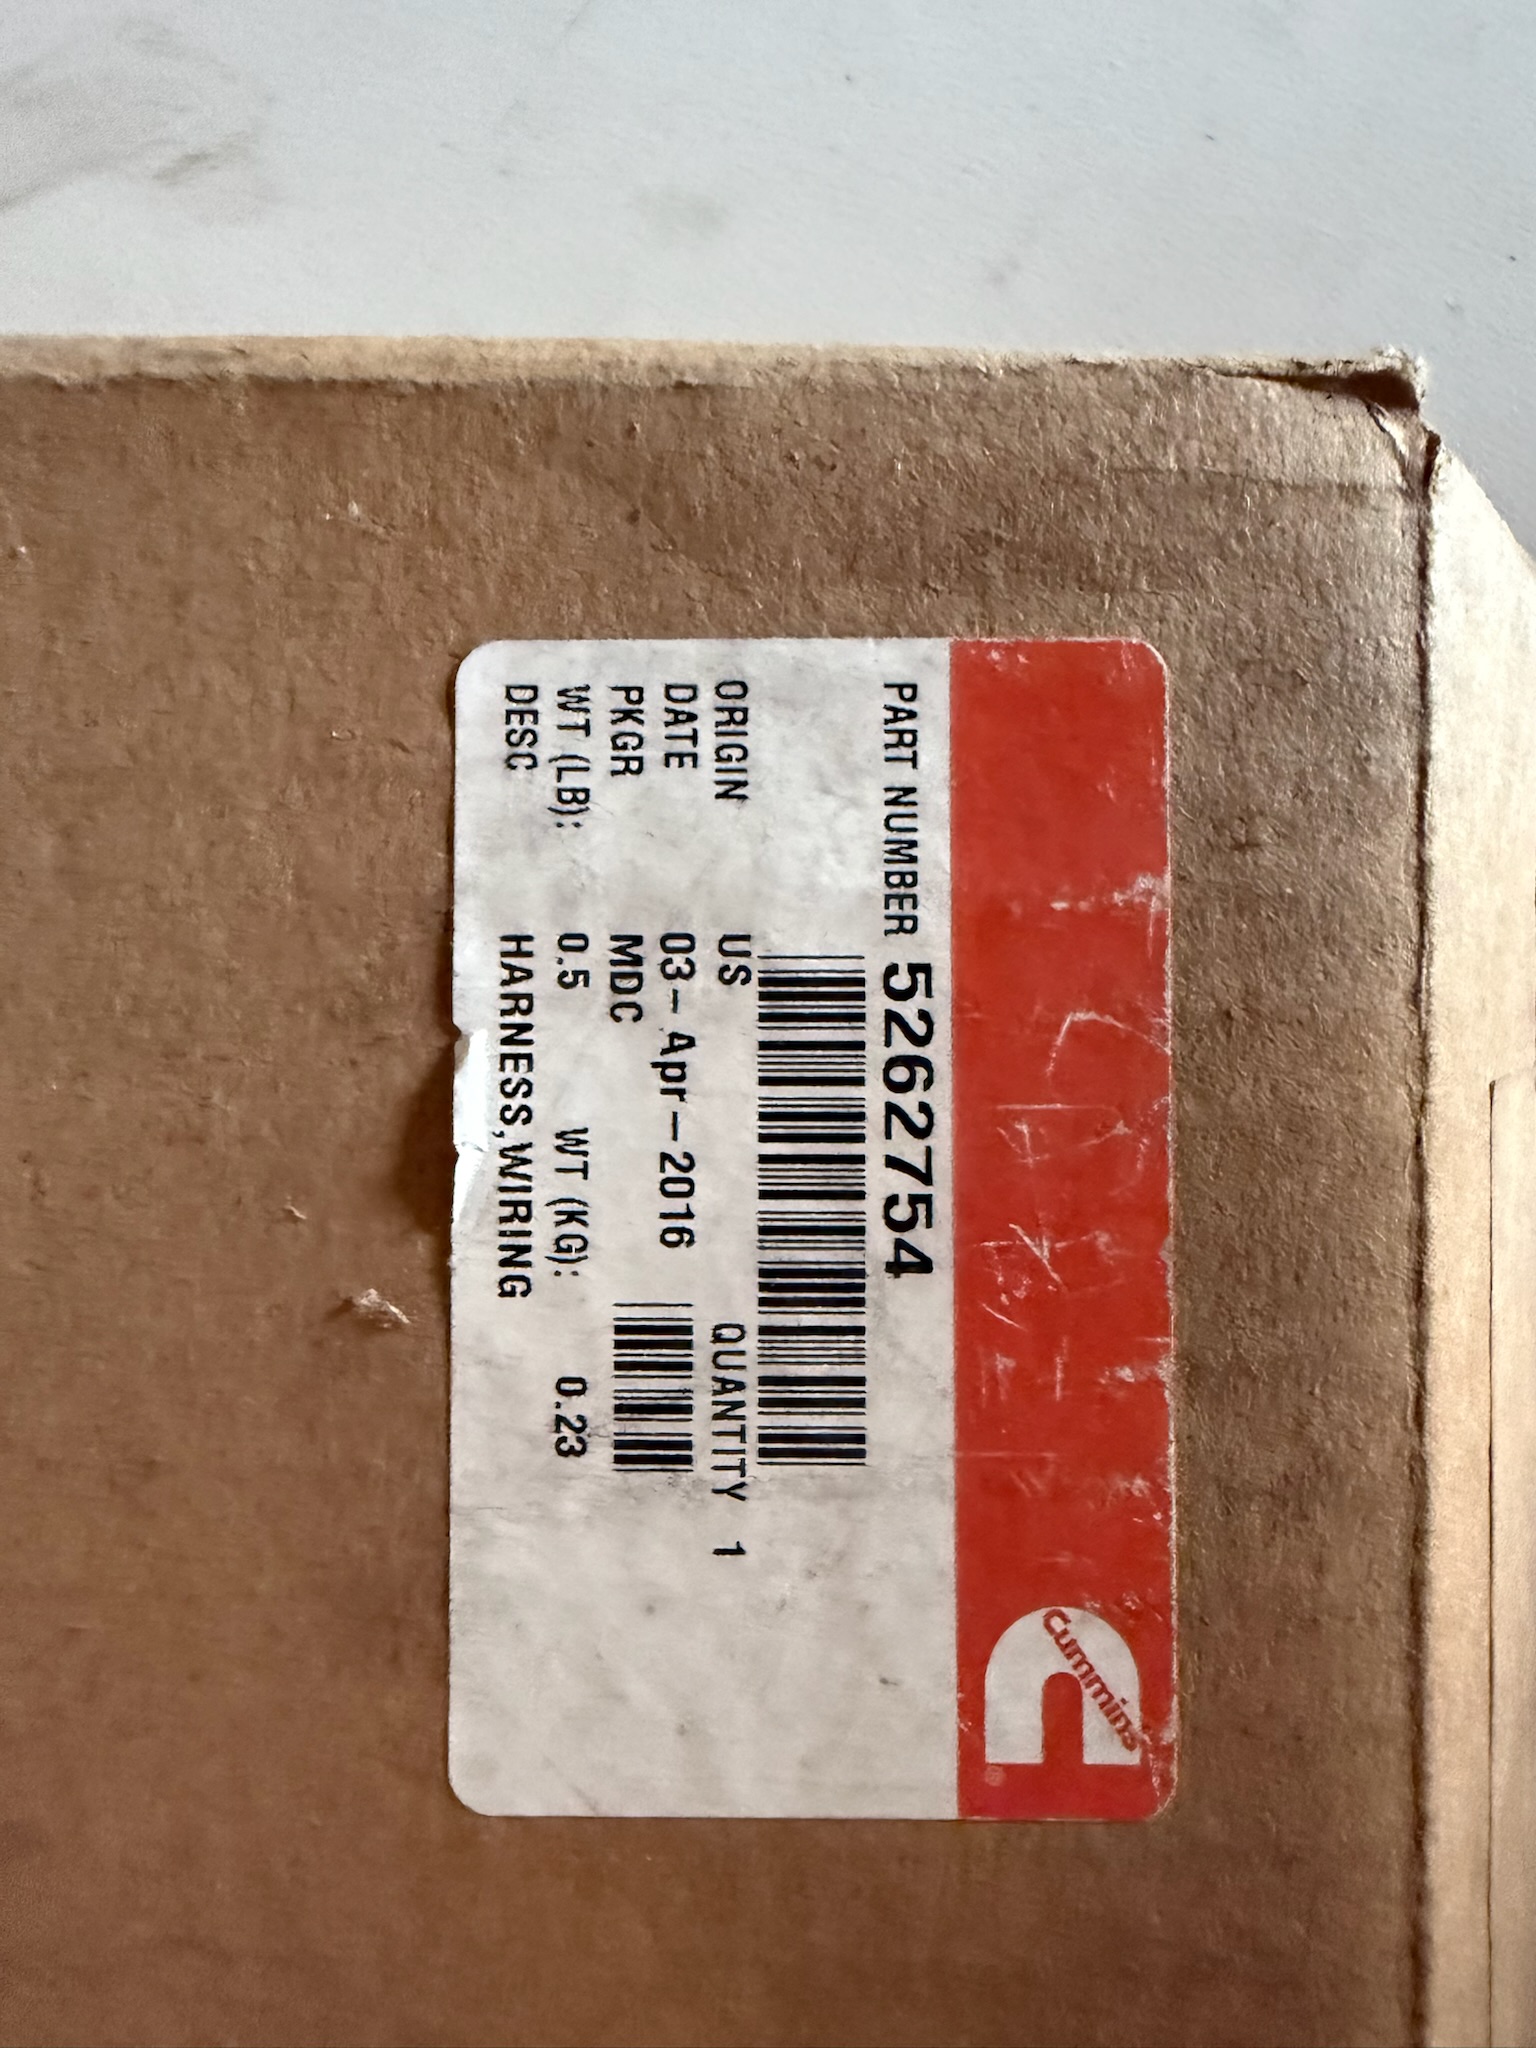 Cummins
PART NUMBER 5262754
ORIGIN US QUANTITY 1
DATE 03-Apr-2016
PKGR MDC
WT (LB): 0.5 WT (KG): 0.23
DESC HARNESS,WIRING